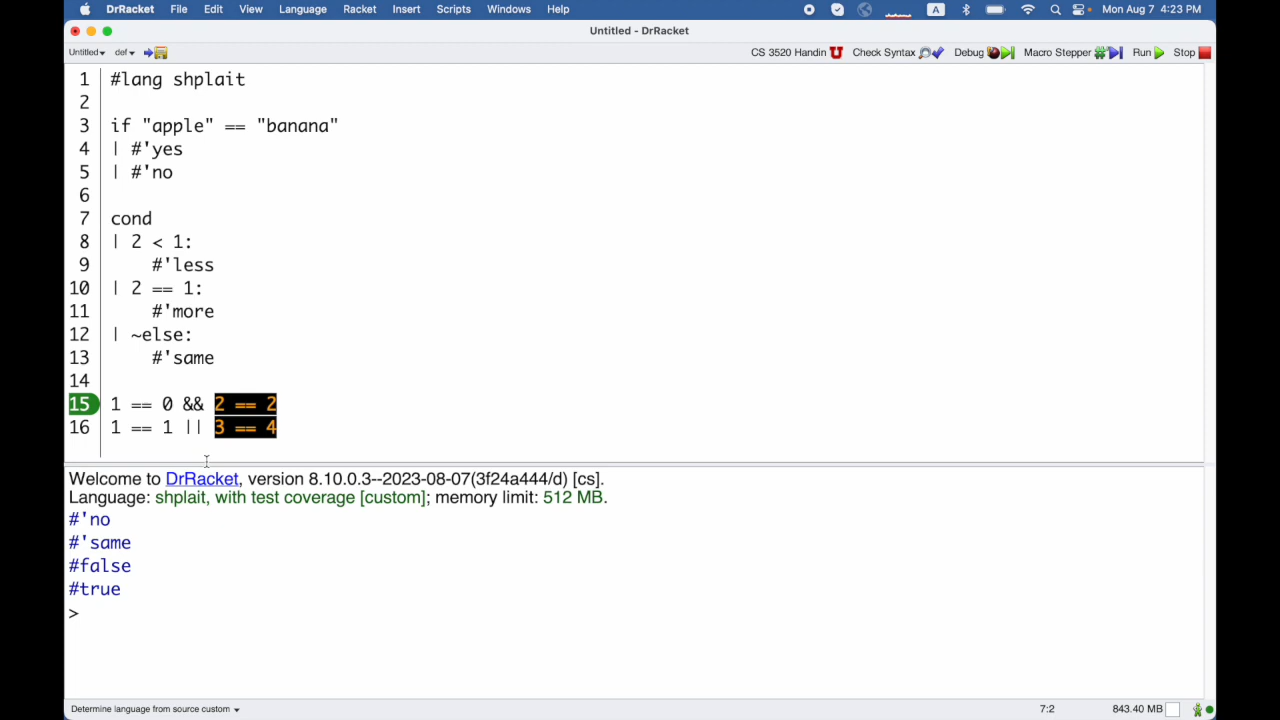 DrRacket File Edit View Language Racket Insert Scripts Windows Help A Mon Aug 7 4:23 PM
Untitled - DrRacket
Untitled def CS 3520 Handin Check Syntax Debug Macro Stepper Run Stop
1 #lang shplait
2
3 if "apple" == "banana"
4 | #'yes
5 | #'no
6
7 cond
8 | 2 < 1:
9 #'less
10 | 2 == 1:
11 #'more
12 | ~else:
13 #'same
14
15 1 == 0 && 2 == 2
16 1 == 1 || 3 == 4
Welcome to DrRacket, version 8.10.0.3--2023-08-07(3f24a444/d) [cs].
Language: shplait, with test coverage [custom]; memory limit: 512 MB.
#'no
#'same
#false
#true
>
Determine language from source custom 7:2 843.40 MB